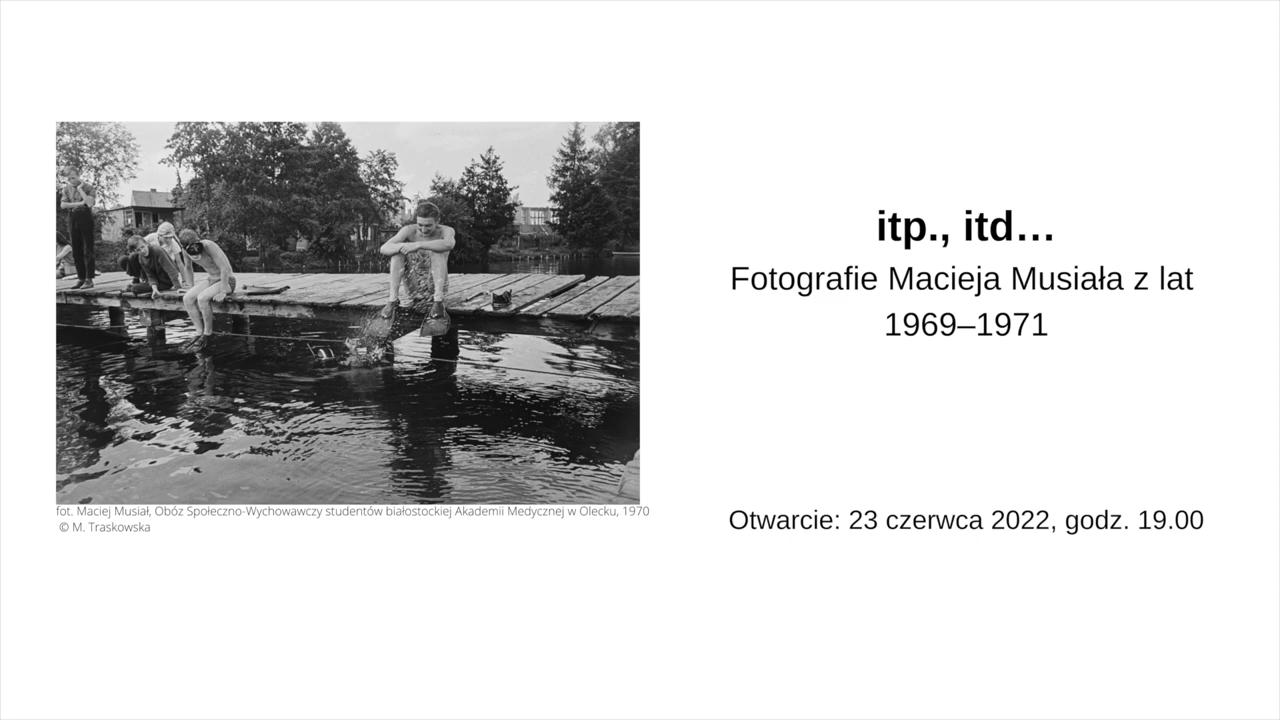 itp., itd…
Fotografie Macieja Musiała z lat
1969–1971
fot. Maciej Musiał, Obóz Społeczno-Wychowawczy studentów białostockiej Akademii Medycznej w Olecku, 1970
© M. Traskowska
Otwarcie: 23 czerwca 2022, godz. 19.00